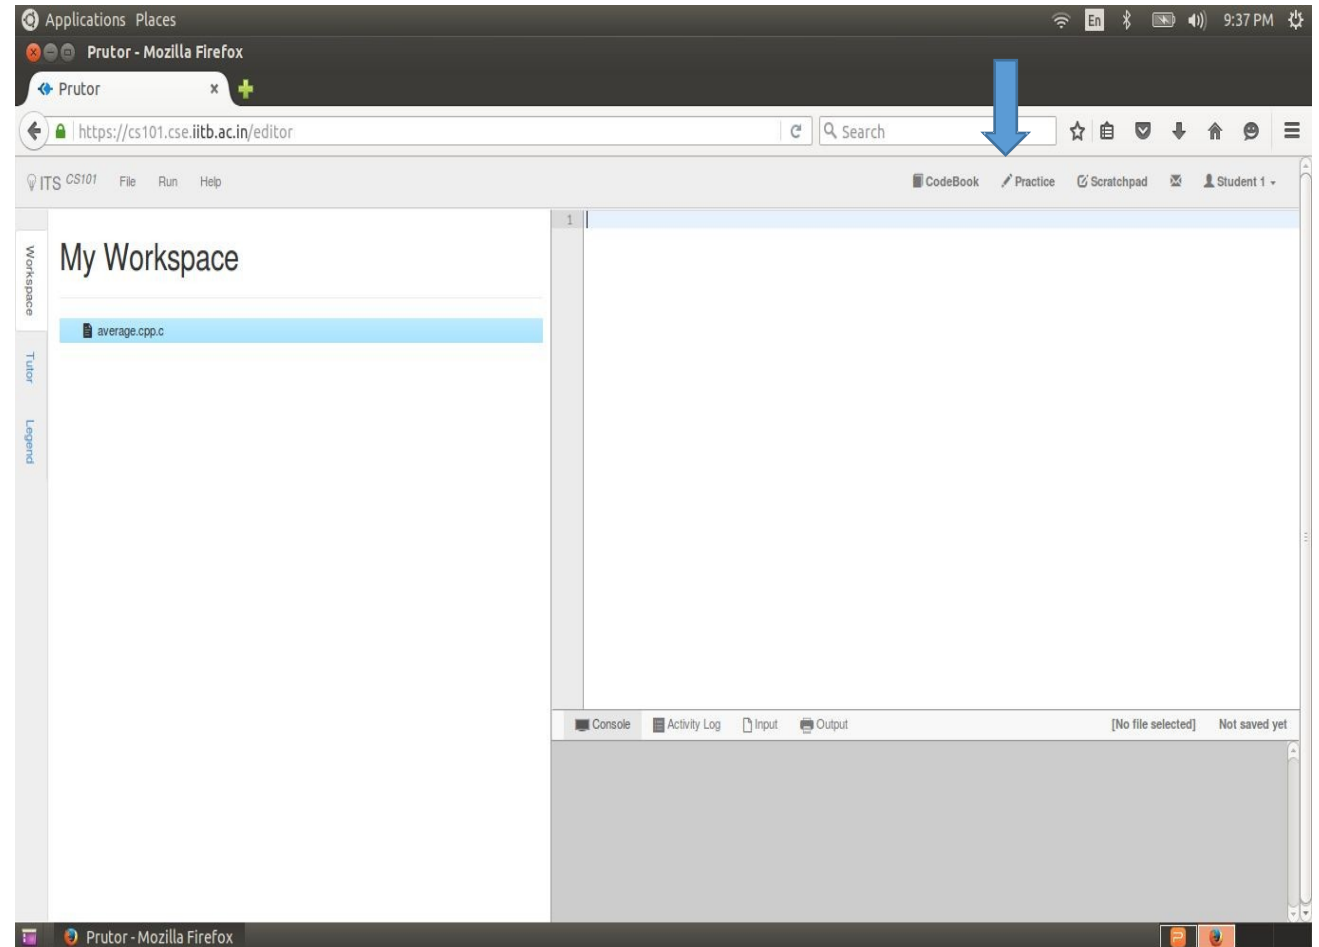 Applications Places En 9:37 PM
Prutor - Mozilla Firefox
Prutor
https://cs101.cse.iitb.ac.in/editor Search
ITS CS101 File Run Help CodeBook Practice Scratchpad Student 1
1
Workspace
My Workspace
average.cpp.c
Tutor
Legend
Console Activity Log Input Output [No file selected] Not saved yet
Prutor - Mozilla Firefox